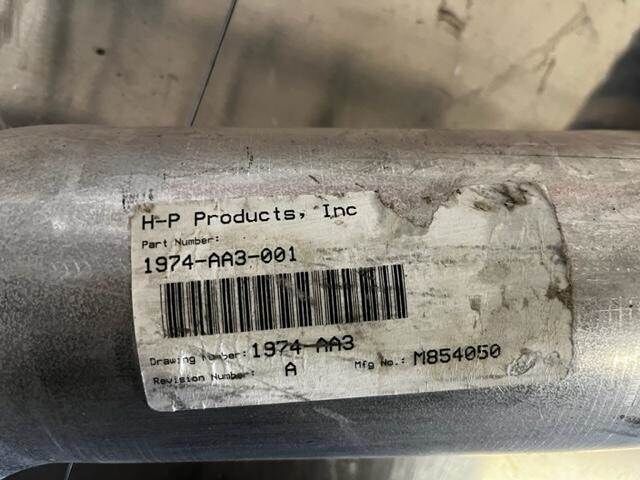 H-P Products, Inc
Part Number:
1974-AA3-001
Drawing Number: 1974-AA3
Revision Number: A Mfg No.: M854050